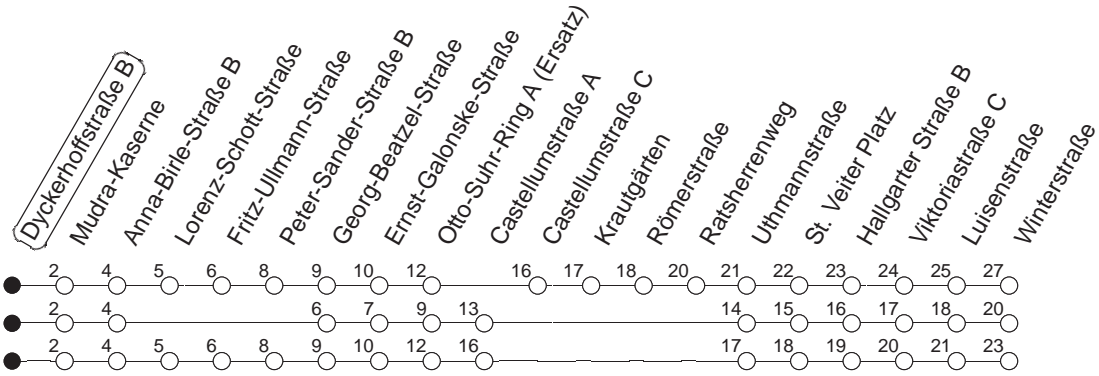 Dyckerhoffstraße B
Mudra-Kaserne
Anna-Birle-Straße B
Lorenz-Schott-Straße
Fritz-Ullmann-Straße
Peter-Sander-Straße B
Georg-Beatzel-Straße
Ernst-Galonske-Straße
Otto-Suhr-Ring A (Ersatz)
Castellumstraße A
Castellumstraße C
Krautgärten
Römerstraße
Ratsherrenweg
Uthmannstraße
St. Veiter Platz
Hallgarter Straße B
Viktoriastraße C
Luisenstraße
Winterstraße
2 4 5 6 8 9 10 12 16 17 18 20 21 22 23 24 25 27
2 4 6 7 9 13 14 15 16 17 18 20
2 4 5 6 8 9 10 12 16 17 18 19 20 21 23